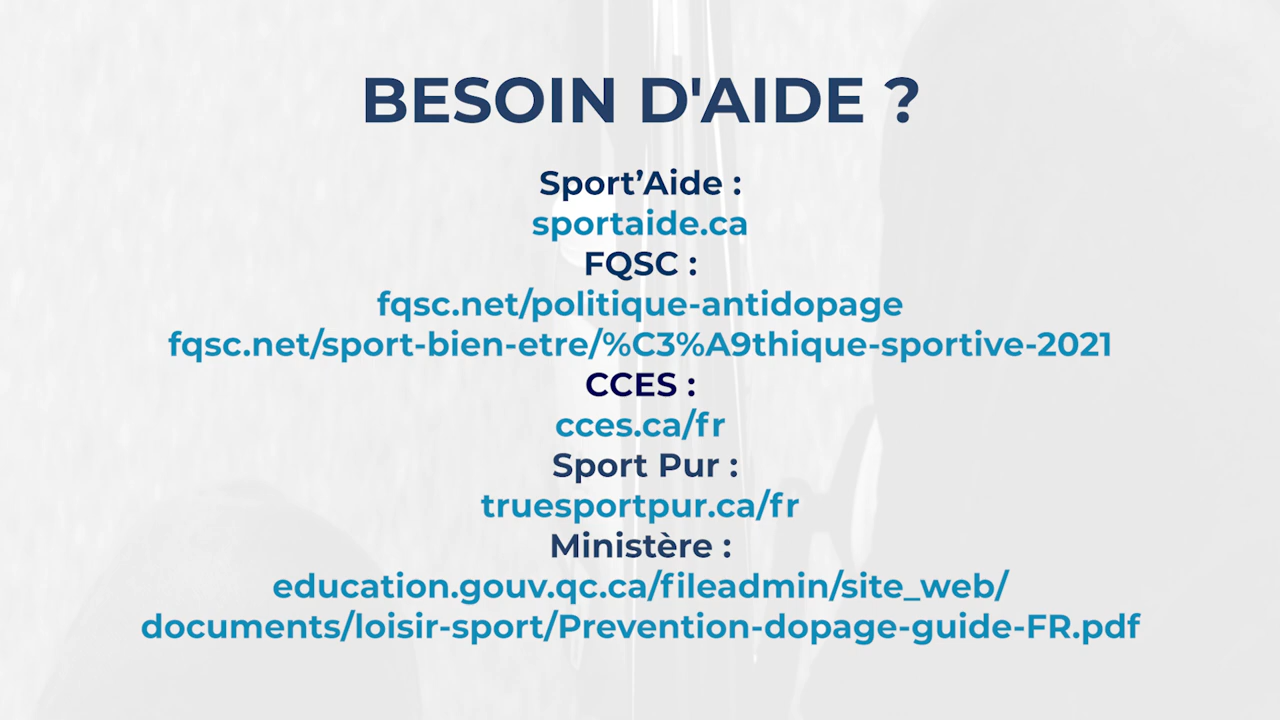 BESOIN D'AIDE ?
Sport’Aide :
sportaide.ca
FQSC :
fqsc.net/politique-antidopage
fqsc.net/sport-bien-etre/%C3%A9thique-sportive-2021
CCES :
cces.ca/fr
Sport Pur :
truesportpur.ca/fr
Ministère :
education.gouv.qc.ca/fileadmin/site_web/
documents/loisir-sport/Prevention-dopage-guide-FR.pdf